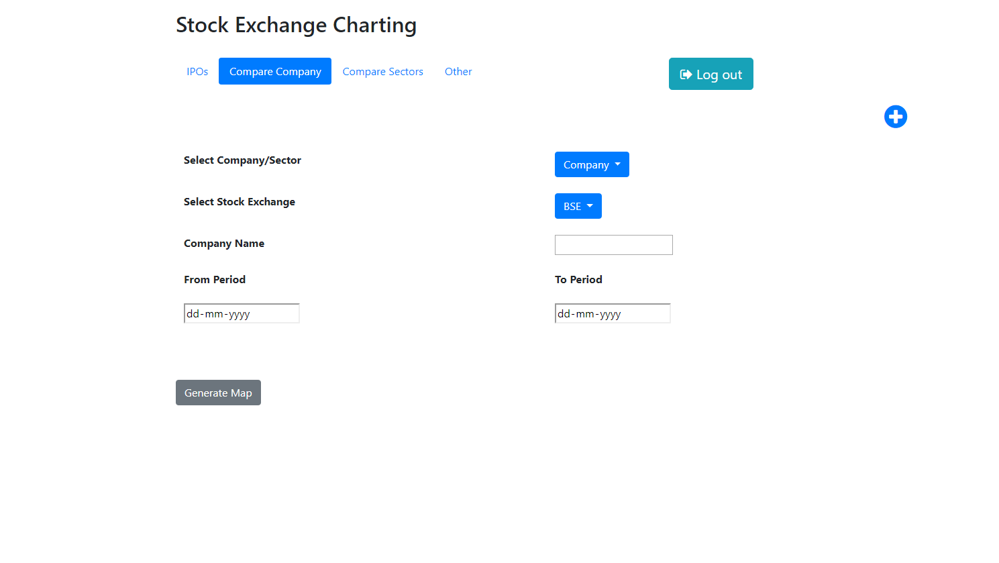 Stock Exchange Charting
IPOs Compare Company Compare Sectors Other Log out
Select Company/Sector Company
Select Stock Exchange BSE
Company Name
From Period To Period
dd-mm-yyyy dd-mm-yyyy
Generate Map